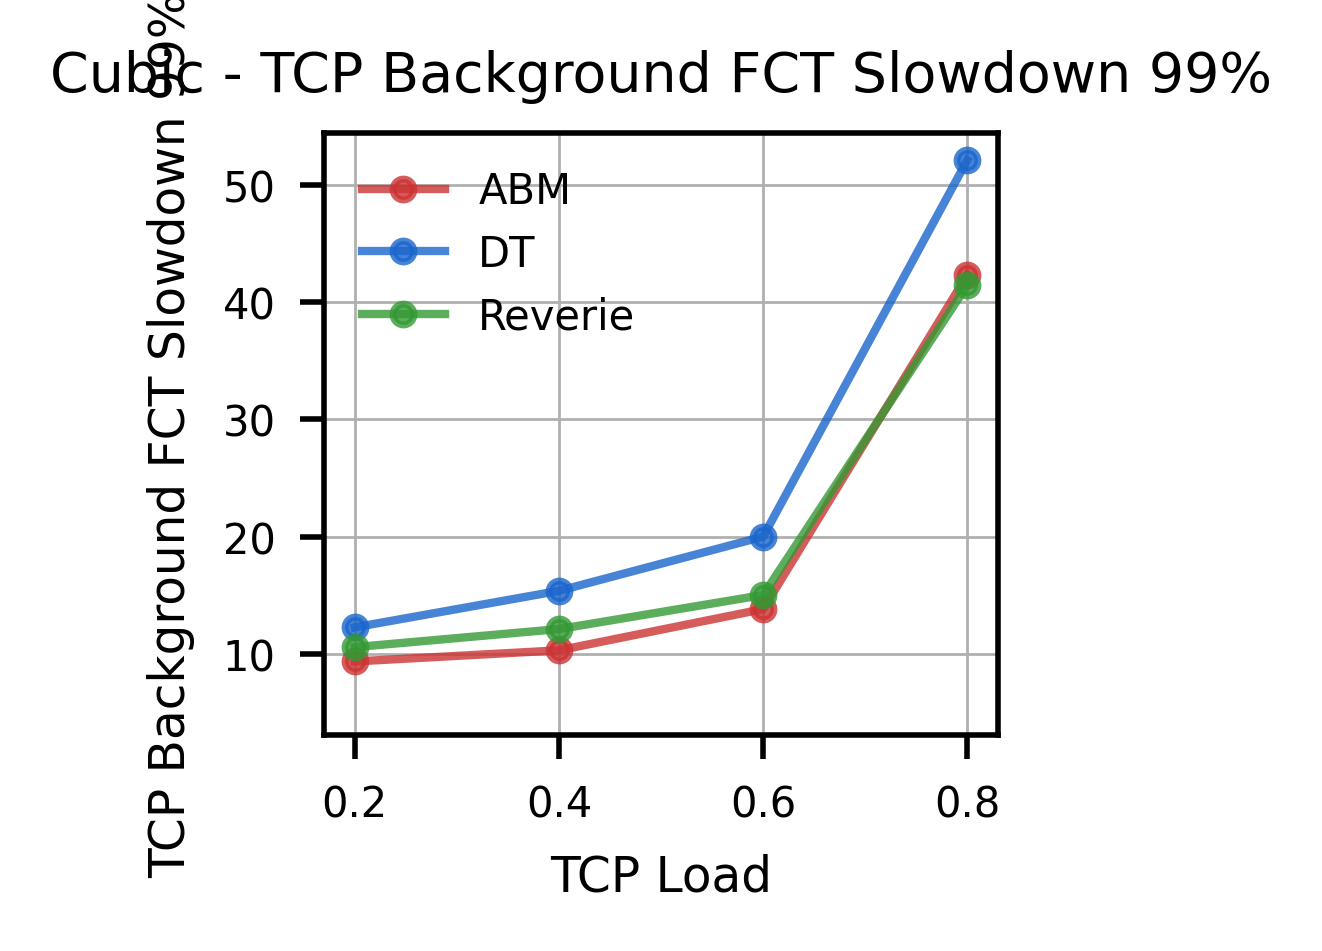 Cubic - TCP Background FCT Slowdown 99%
TCP Background FCT Slowdown 99%
50
40
30
20
10
ABM
DT
Reverie
0.2 0.4 0.6 0.8
TCP Load